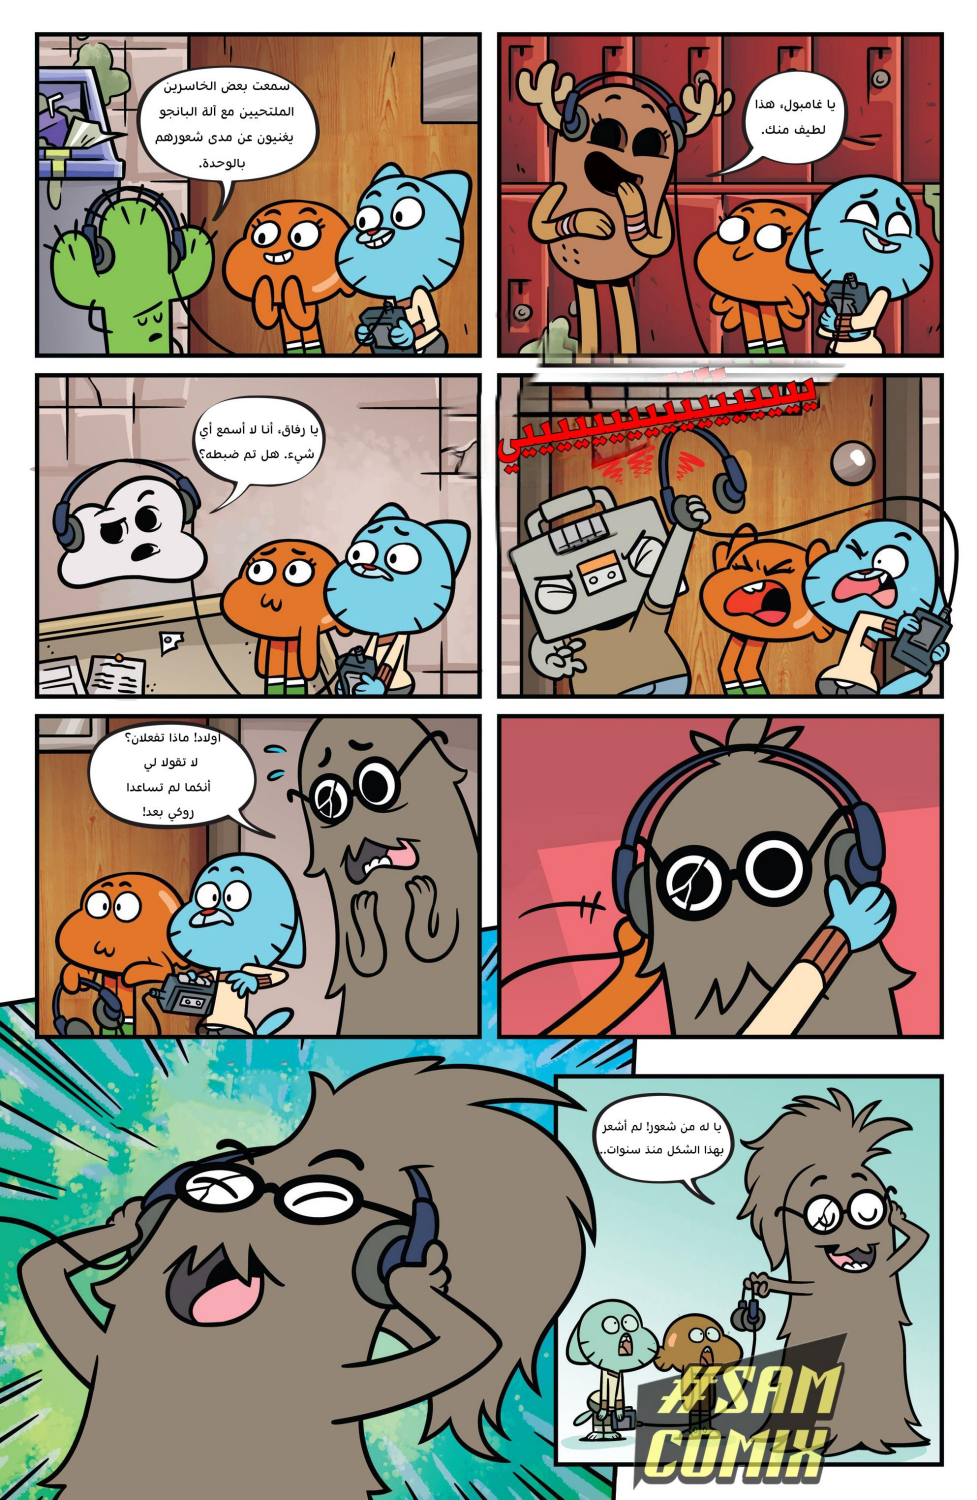 يا غامبول، هذا
لطيف منك.
سمعت بعض الخاسرين
الملتحيين مع آلة البانجو
يغنيون عن مدى شعورهم
بالوحدة.
يا رفاق، أنا لا أسمع أي
شيء. هل تم ضبطه؟
أولاد! ماذا تفعلان؟
لا تقولا لي
أنكما لم تساعدا
روكي بعد!
يا له من شعور! لم أشعر
بهذا الشكل منذ سنوات..
#SAM
COMIX